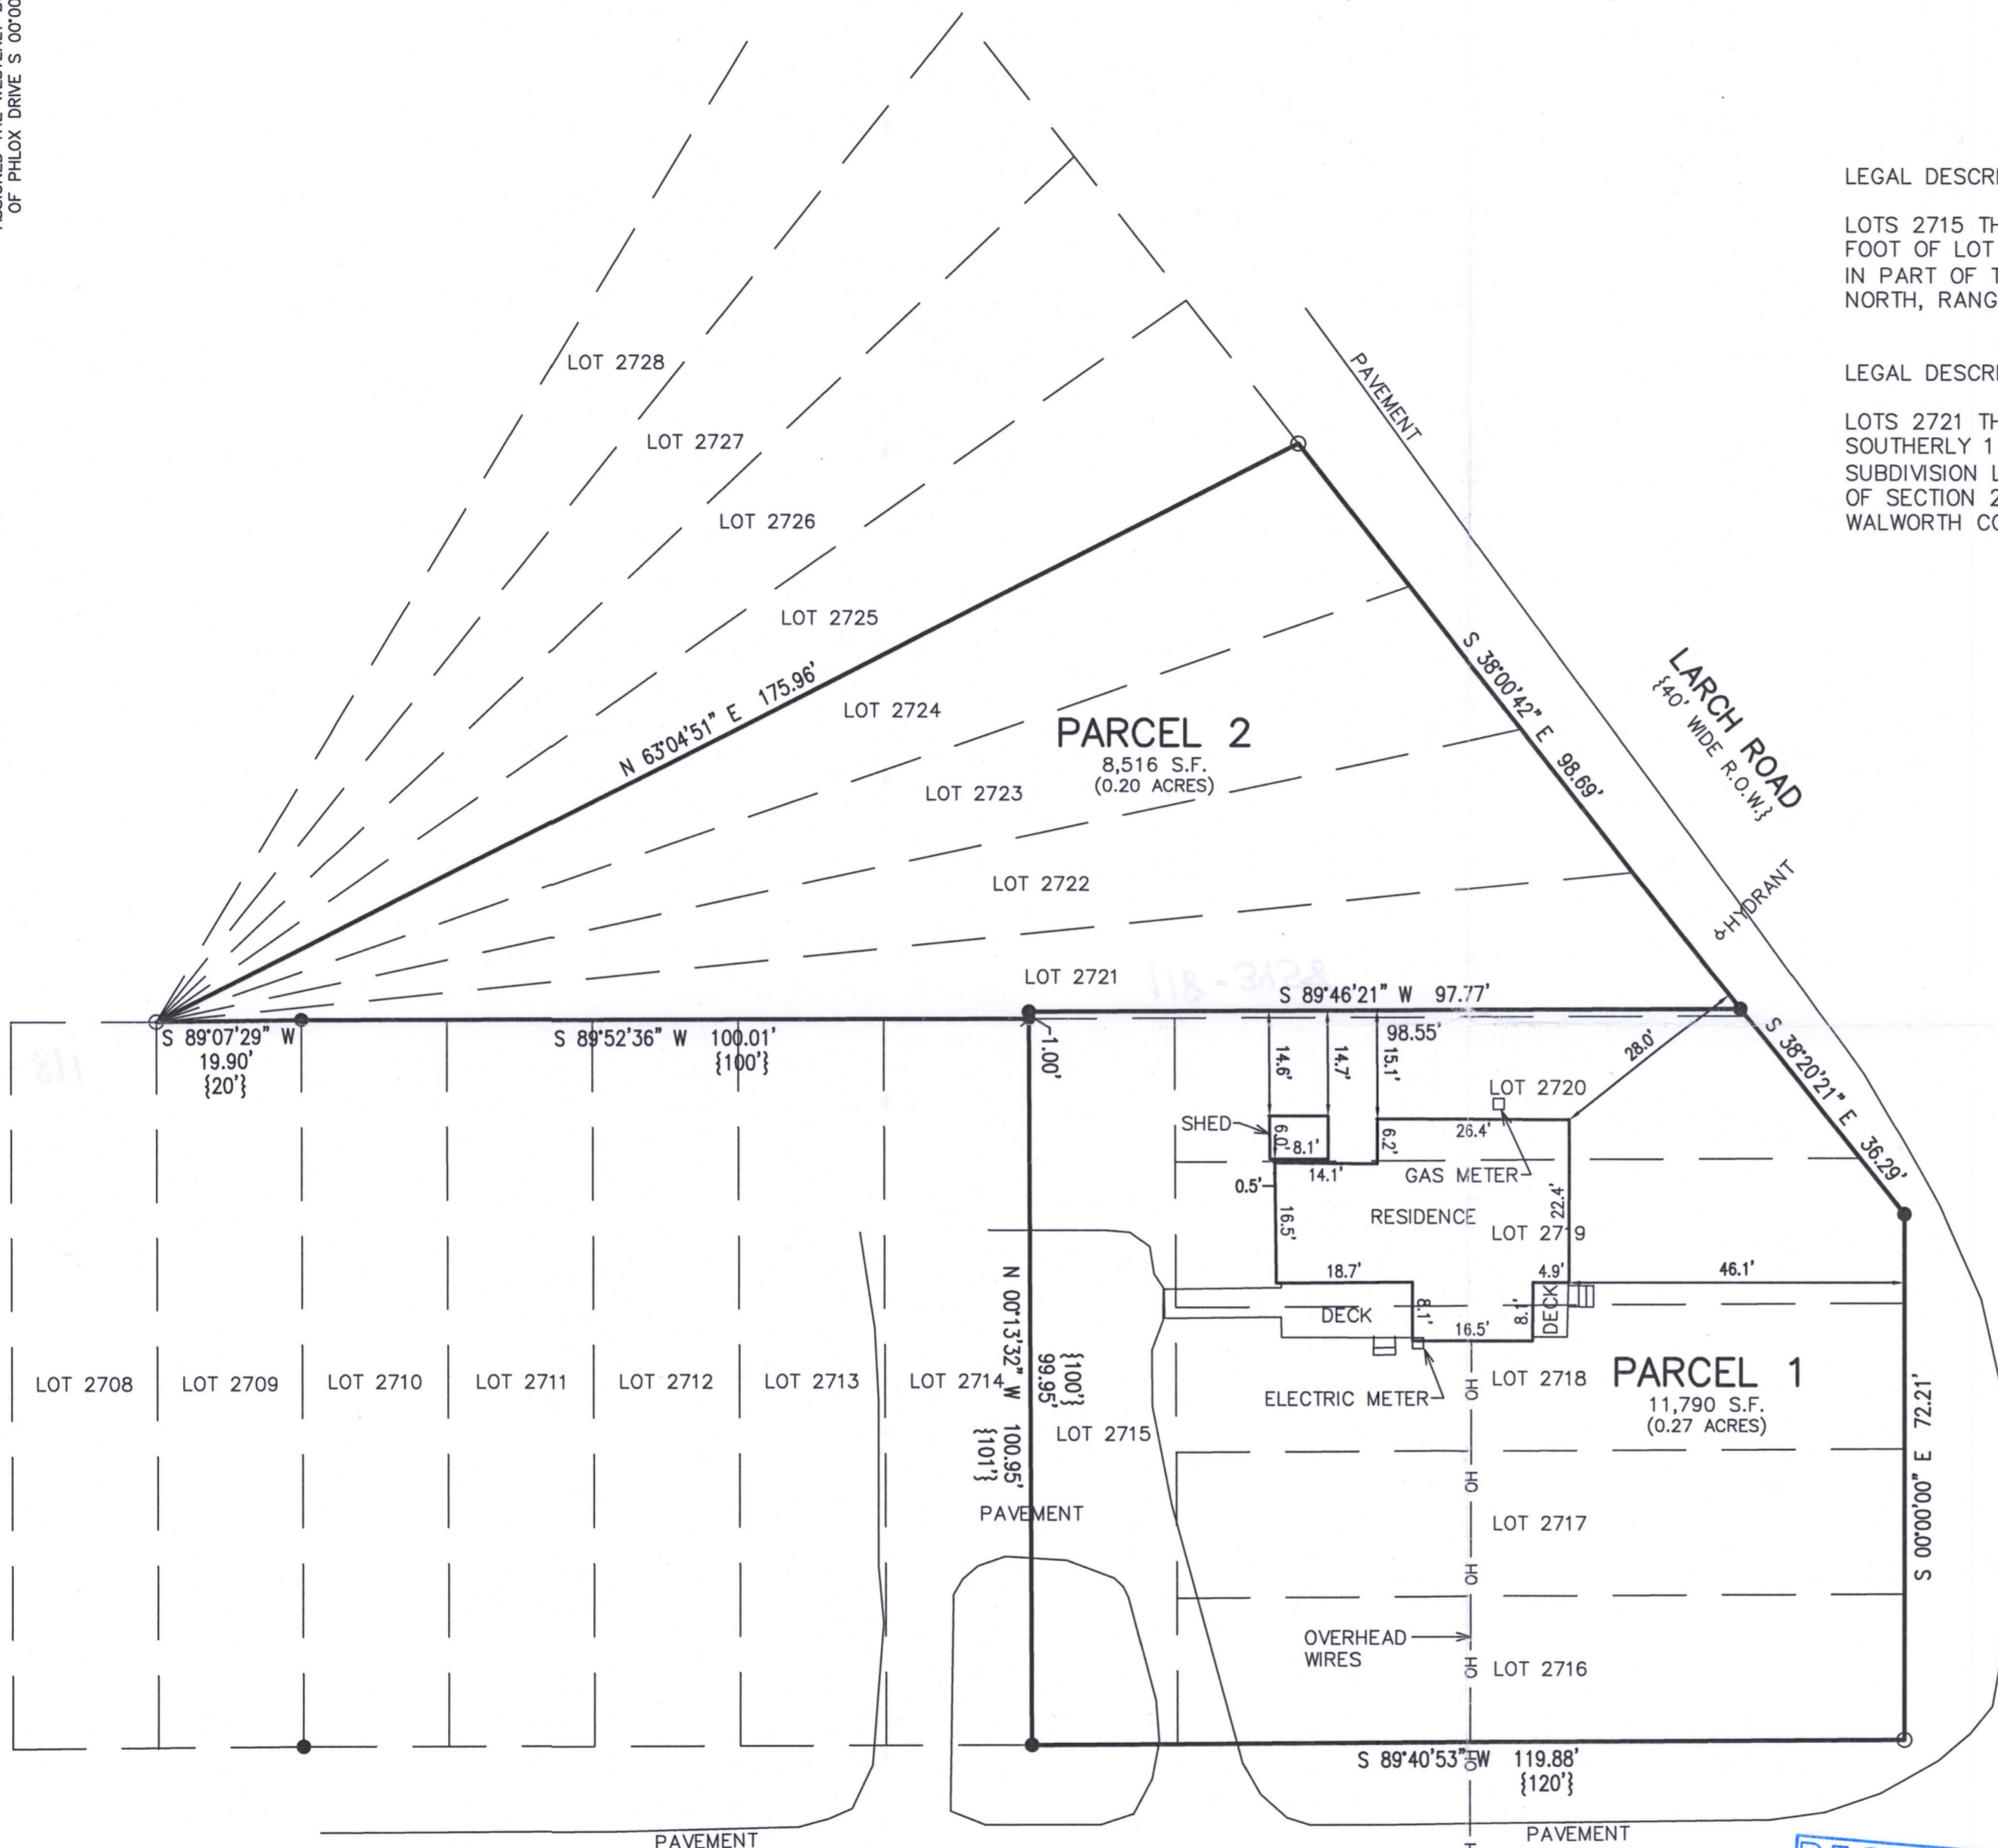 OF PHLOX DRIVE S 00°00
LEGAL DESCRI
LOTS 2715 TH
FOOT OF LOT
IN PART OF T
NORTH, RANG
LEGAL DESCRI
LOTS 2721 TH
SOUTHERLY 1
SUBDIVISION L
OF SECTION 2
WALWORTH CO
LOT 2728
LOT 2727
LOT 2726
LOT 2725
LOT 2724
LOT 2723
LOT 2722
LOT 2721
N 63°04'51" E 175.96'
PARCEL 2
8,516 S.F.
(0.20 ACRES)
PAVEMENT
S 38°00'42" E 98.69'
LARCH ROAD
{40' WIDE R.O.W.}
HYDRANT
S 89°46'21" W 97.77'
98.55'
S 89°07'29" W
19.90'
{20'}
S 89°52'36" W 100.01'
{100'}
1.00'
14.6'
14.7'
15.1'
28.0'
S 38°20'21" E 36.29'
LOT 2720
SHED
6.0'
8.1'
6.2'
26.4'
14.1'
GAS METER
0.5'
16.5'
RESIDENCE
22.4'
LOT 2719
18.7'
4.9'
46.1'
DECK
8.1'
16.5'
8.1'
DECK
ELECTRIC METER
LOT 2718
PARCEL 1
11,790 S.F.
(0.27 ACRES)
S 00°00'00" E 72.21'
LOT 2708
LOT 2709
LOT 2710
LOT 2711
LOT 2712
LOT 2713
LOT 2714
N 00°13'32" W 100.95'
{101'}
{100'}
99.95'
LOT 2715
PAVEMENT
OH
OH
LOT 2717
OH
OVERHEAD
WIRES
OH
LOT 2716
OH
S 89°40'53" W 119.88'
{120'}
PAVEMENT
PAVEMENT